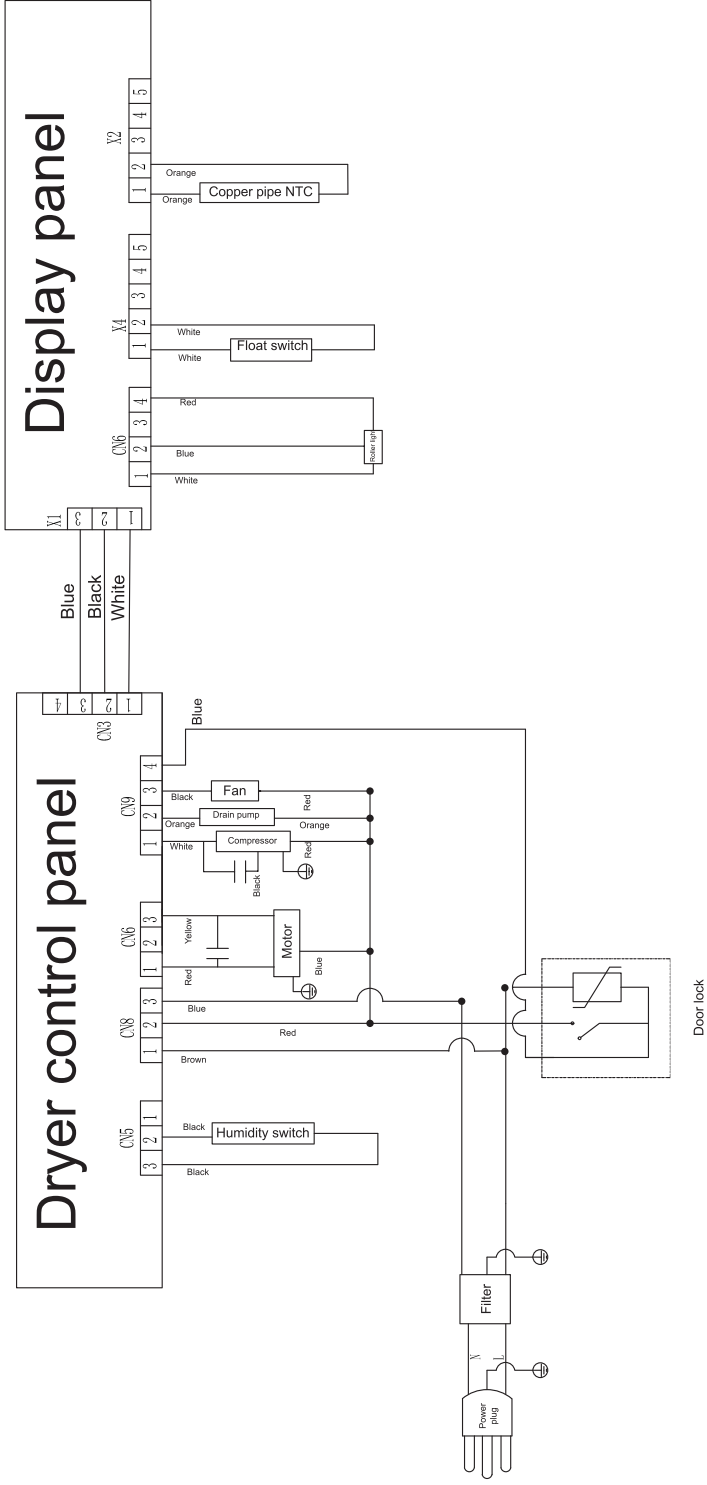 Display panel
X2
1 2 3 4 5
Orange
Orange
Copper pipe NTC
X4
1 2 3 4 5
White
White
Float switch
CN6
1 2 3 4
Red
Blue
White
Roller ligh
X1
3 2 1
Blue
Black
White
Dryer control panel
4 3 2 1
CN3
Blue
CN9
1 2 3 4
Black
Fan
Red
Orange
Drain pump
Orange
White
Compressor
Red
Black
CN6
1 2 3
Yellow
Red
Motor
Blue
CN8
1 2 3
Blue
Red
Brown
CN5
3 2 1
Black
Humidity switch
Black
Door lock
Filter
N
L
Power
plug